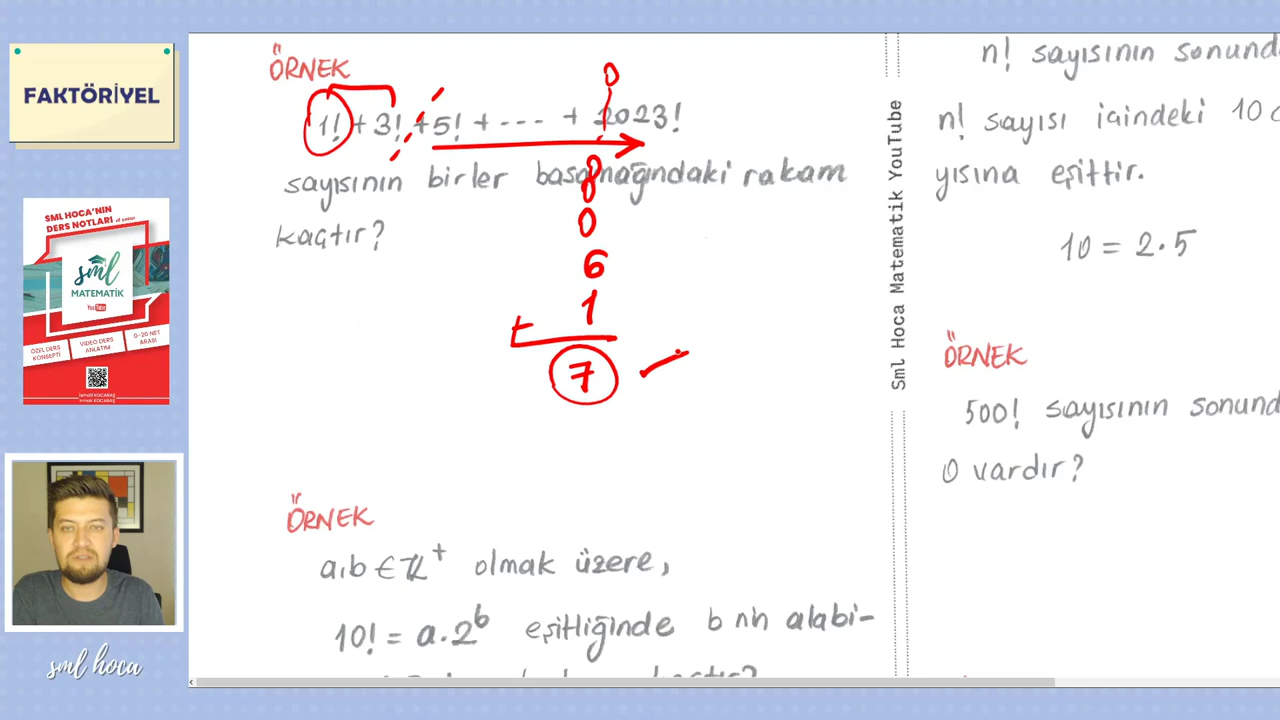 FAKTÖRİYEL
SML HOCA'NIN
DERS NOTLARI
sml
MATEMATİK
YouTube
ÖZEL DERS
KONSEPTİ
VİDEO DERS
ANLATIM
0-20 NET
ARASI
sml hoca
ÖRNEK
1! + 3! + 5! + --- + 2023!
sayısının birler basamağındaki rakam
kaçtır?
0
8
0
6
1
+
7
ÖRNEK
a,b ∈ Z⁺ olmak üzere,
10! = a.2ᵇ eşitliğinde b nin alabi-
Sml Hoca Matematik YouTube
n! sayısının sonund
n! sayısı içindeki 10
yısına eşittir.
10 = 2.5
ÖRNEK
500! sayısının sonund
0 vardır?